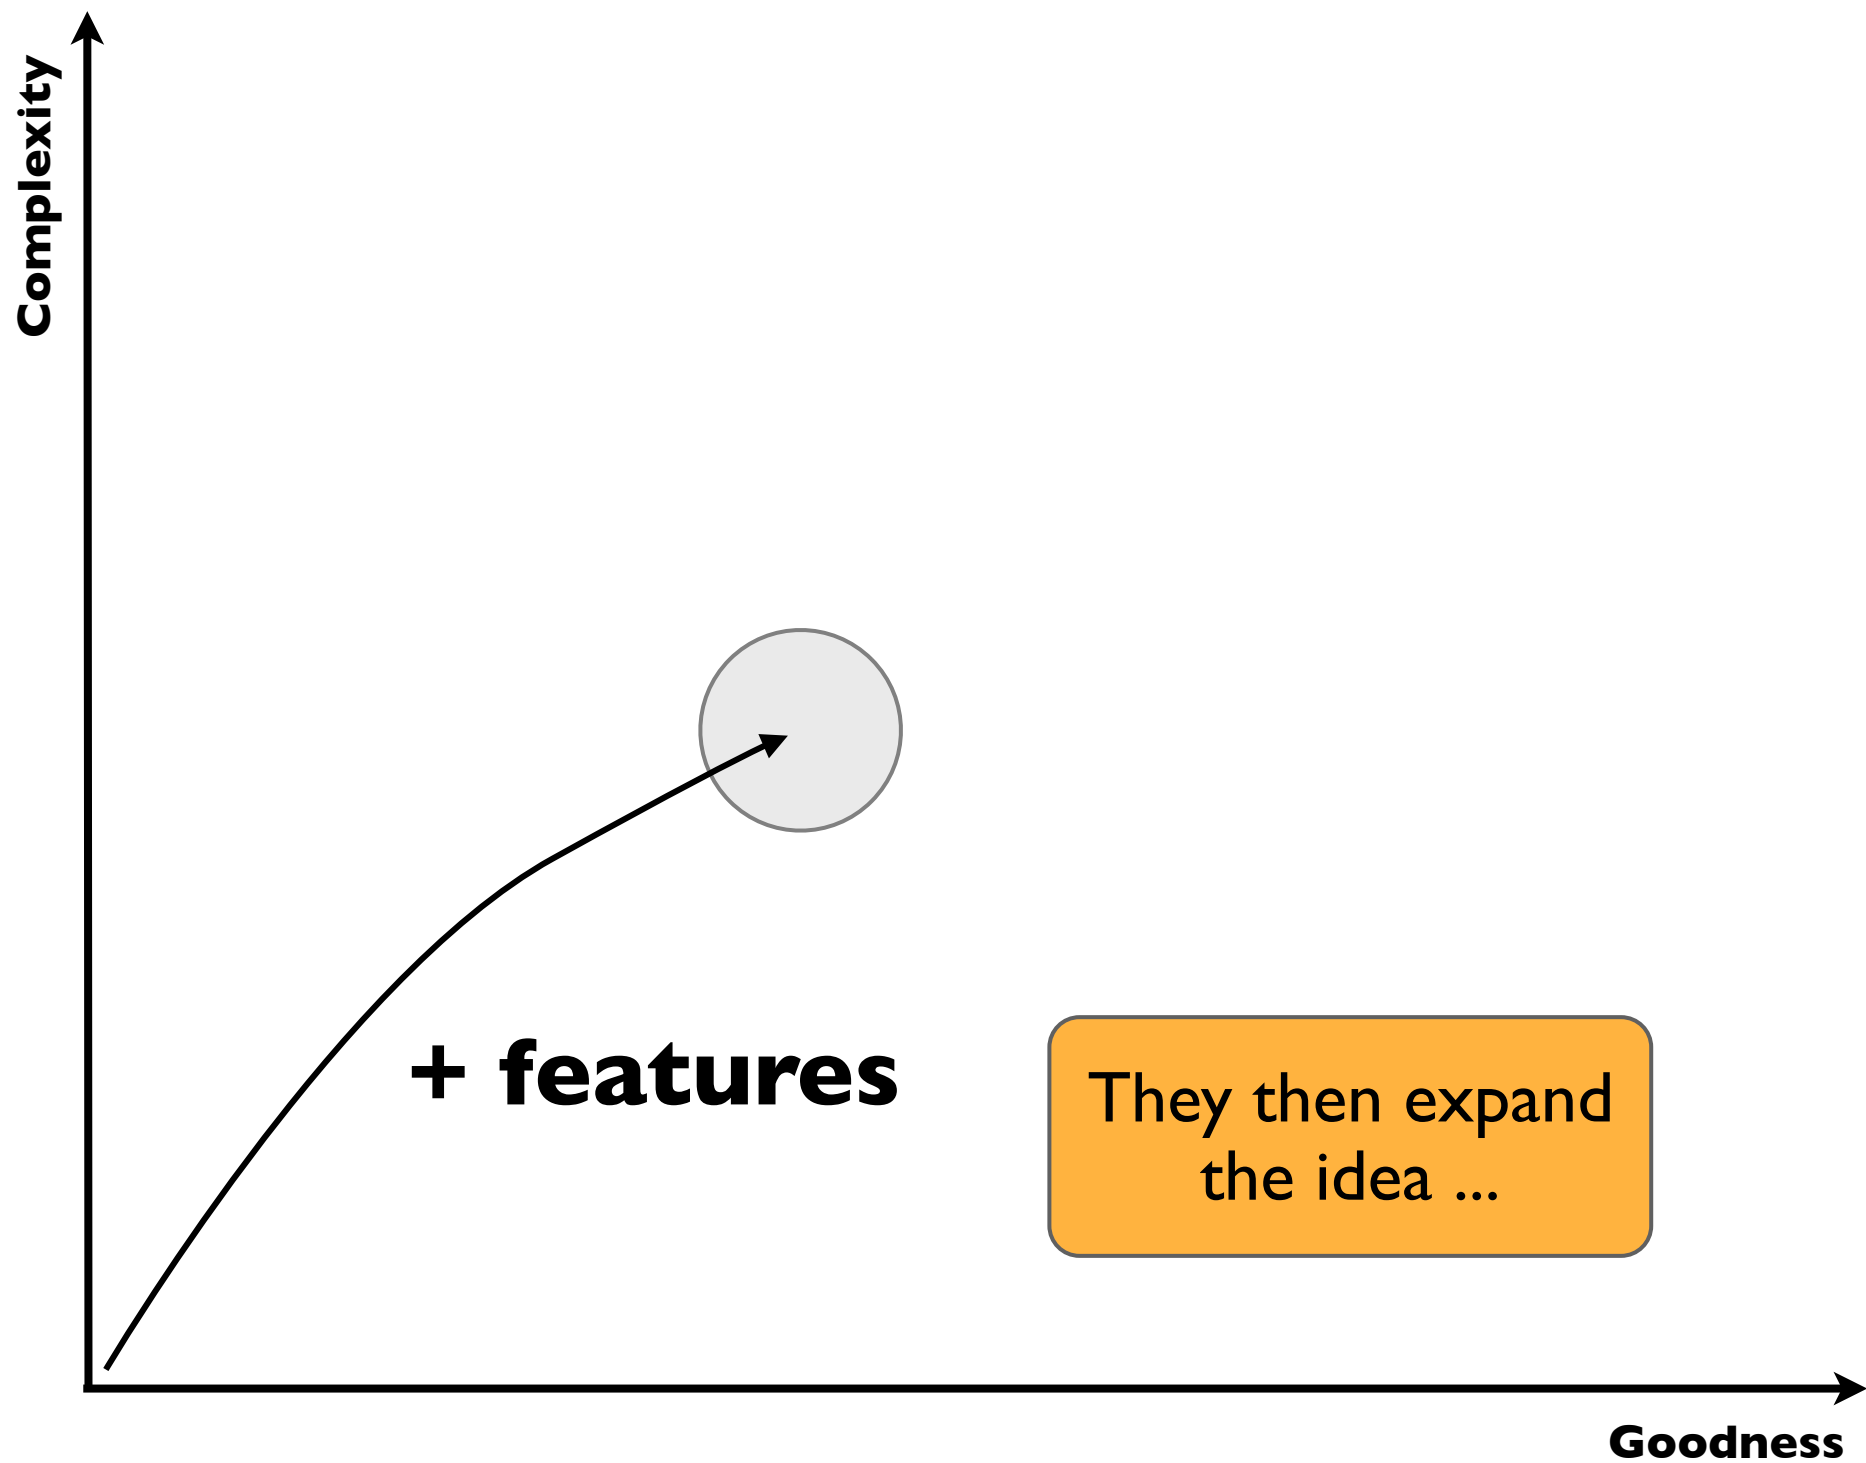 Complexity
+ features
They then expand
the idea ...
Goodness